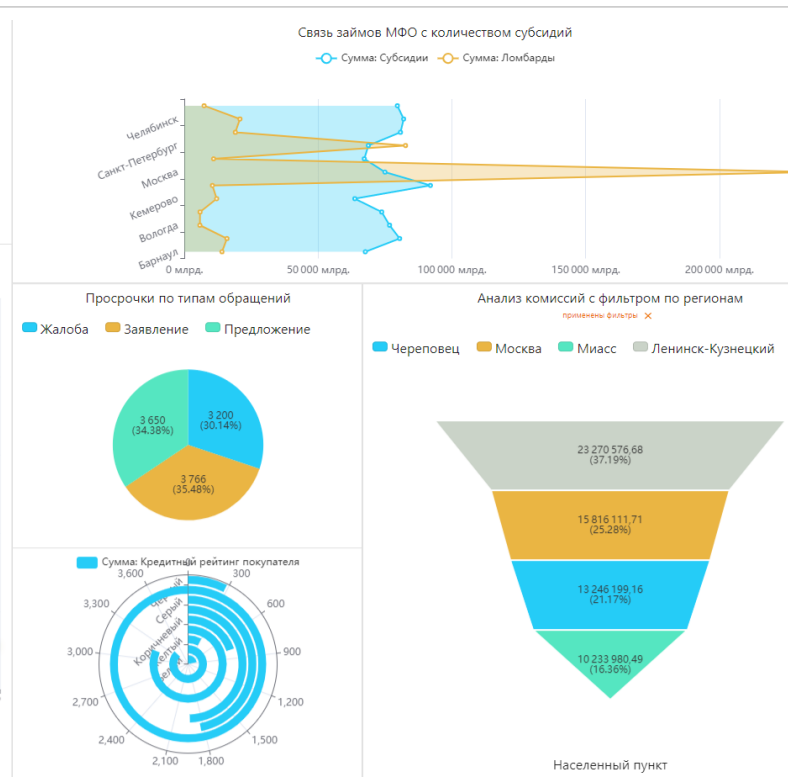 Связь займов МФО с количеством субсидий
Сумма: Субсидии Сумма: Ломбарды
Челябинск
Санкт-Петербург
Москва
Кемерово
Вологда
Барнаул
0 млрд. 50 000 млрд. 100 000 млрд. 150 000 млрд. 200 000 млрд.
Просрочки по типам обращений
Жалоба Заявление Предложение
3 650
(34.38%)
3 200
(30.14%)
3 766
(35.48%)
Анализ комиссий с фильтром по регионам
применены фильтры
Череповец Москва Миасс Ленинск-Кузнецкий
23 270 576,68
(37.19%)
15 816 111,71
(25.28%)
13 246 199,16
(21.17%)
10 233 980,49
(16.36%)
Населенный пункт
Сумма: Кредитный рейтинг покупателя
0
300
600
900
1,200
1,500
1,800
2,100
2,400
2,700
3,000
3,300
3,600
Черный
Серый
Коричневый